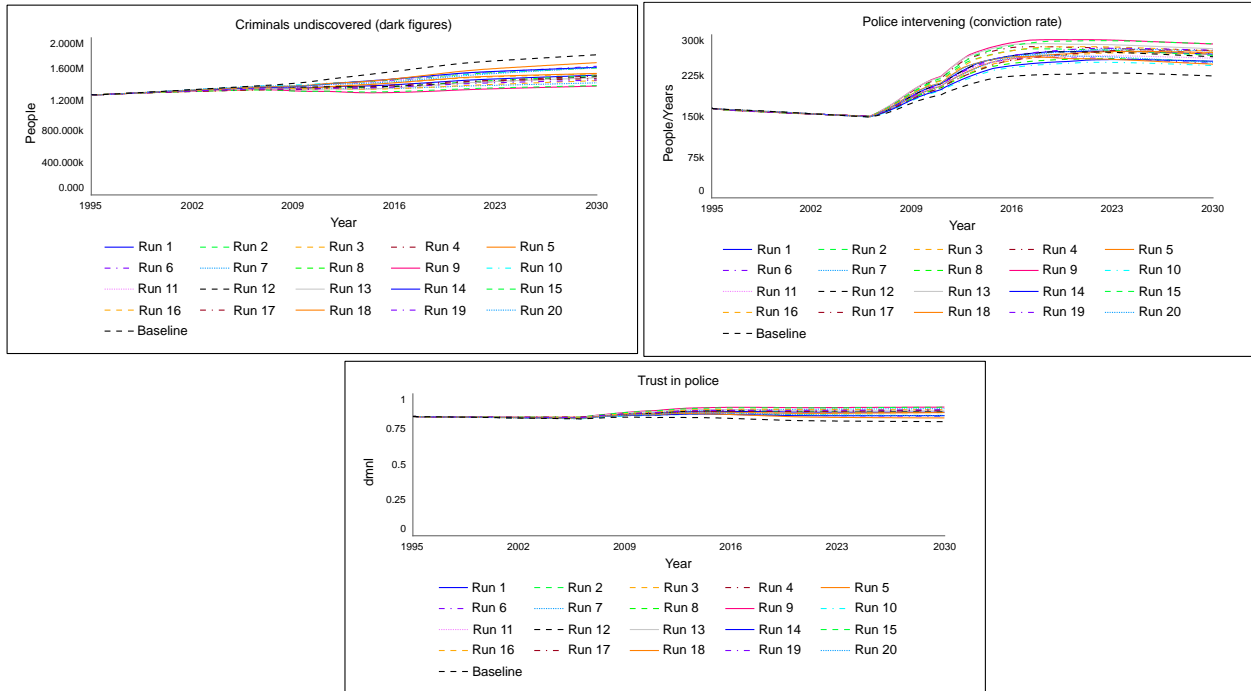 Criminals undiscovered (dark figures)
2.000M
1.600M
1.200M
800.000k
400.000k
0.000
People
1995 2002 2009 2016 2023 2030
Year
Run 1 Run 2 Run 3 Run 4 Run 5
Run 6 Run 7 Run 8 Run 9 Run 10
Run 11 Run 12 Run 13 Run 14 Run 15
Run 16 Run 17 Run 18 Run 19 Run 20
Baseline
Police intervening (conviction rate)
300k
225k
150k
75k
0
People/Years
1995 2002 2009 2016 2023 2030
Year
Run 1 Run 2 Run 3 Run 4 Run 5
Run 6 Run 7 Run 8 Run 9 Run 10
Run 11 Run 12 Run 13 Run 14 Run 15
Run 16 Run 17 Run 18 Run 19 Run 20
Baseline
Trust in police
1
0.75
0.5
0.25
0
dmnl
1995 2002 2009 2016 2023 2030
Year
Run 1 Run 2 Run 3 Run 4 Run 5
Run 6 Run 7 Run 8 Run 9 Run 10
Run 11 Run 12 Run 13 Run 14 Run 15
Run 16 Run 17 Run 18 Run 19 Run 20
Baseline